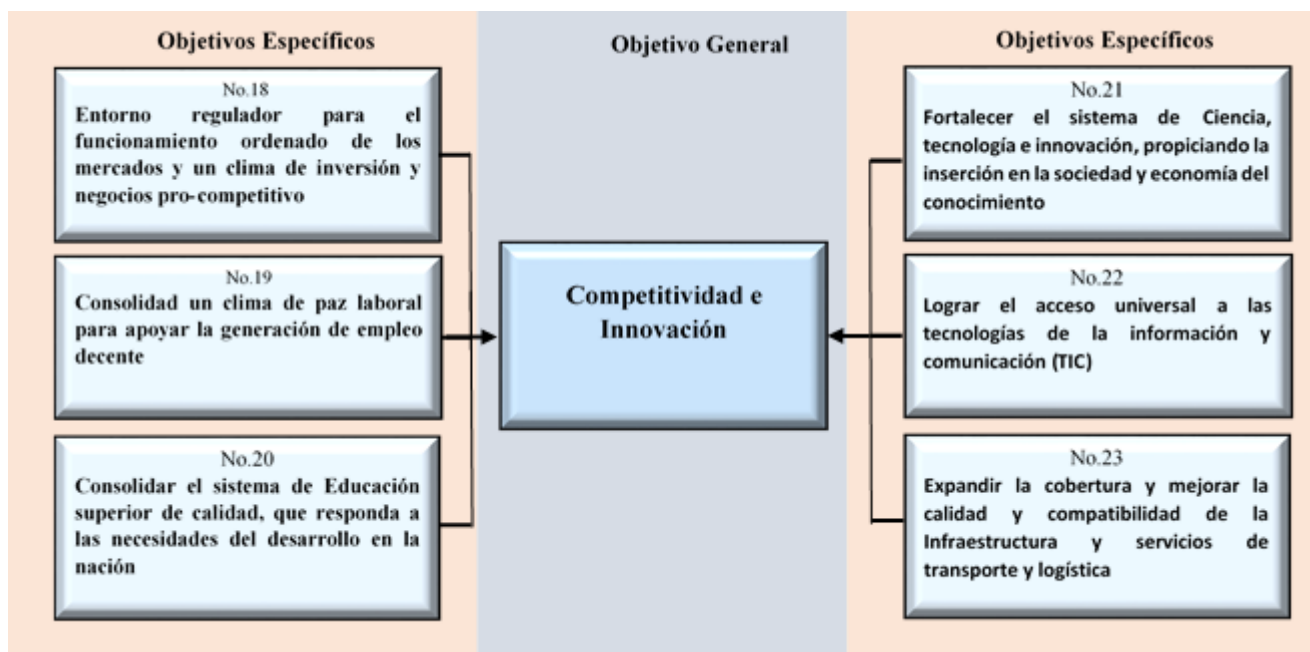 Objetivos Específicos
No.18
Entorno regulador para el
funcionamiento ordenado de los
mercados y un clima de inversión y
negocios pro-competitivo
No.19
Consolidad un clima de paz laboral
para apoyar la generación de empleo
decente
No.20
Consolidar el sistema de Educación
superior de calidad, que responda a
las necesidades del desarrollo en la
nación
Objetivo General
Competitividad e
Innovación
Objetivos Específicos
No.21
Fortalecer el sistema de Ciencia,
tecnología e innovación, propiciando la
inserción en la sociedad y economía del
conocimiento
No.22
Lograr el acceso universal a las
tecnologías de la información y
comunicación (TIC)
No.23
Expandir la cobertura y mejorar la
calidad y compatibilidad de la
Infraestructura y servicios de
transporte y logística